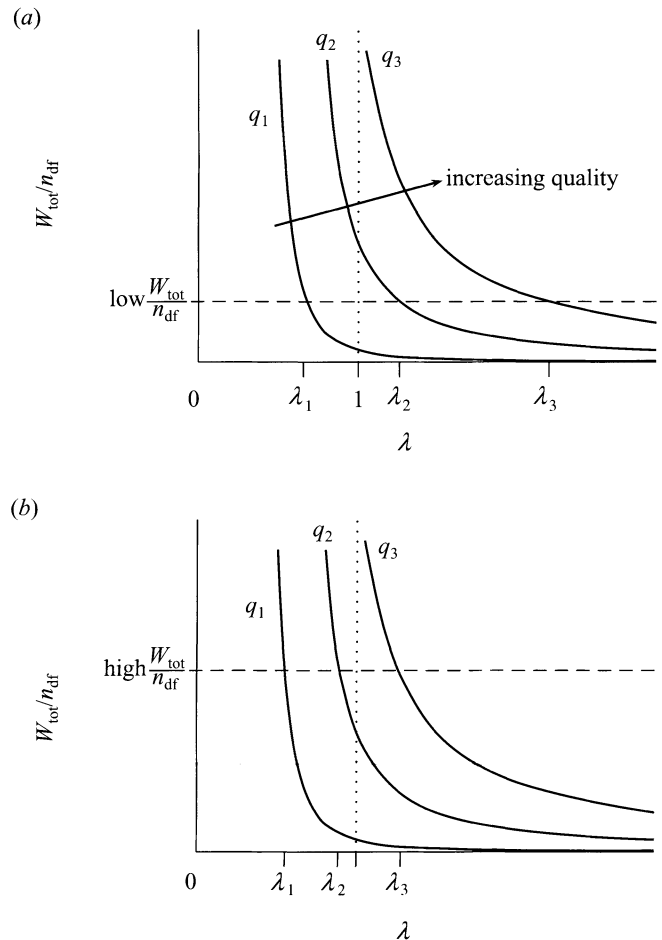 (a)
q2
q3
q1
increasing quality
Wtot/ndf
low Wtot/ndf
0 λ1 1 λ2 λ3
λ
(b)
q2
q3
q1
high Wtot/ndf
Wtot/ndf
0 λ1 λ2 λ3
λ